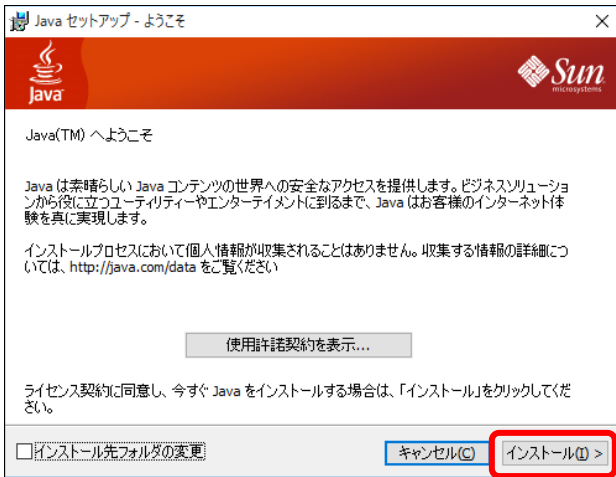 Java セットアップ - ようこそ
Java
Sun
microsystems
Java(TM) へようこそ
Java は素晴らしい Java コンテンツの世界への安全なアクセスを提供します。ビジネスソリューショ
ンから役に立つユーティリティーやエンターテイメントに到るまで、Java はお客様のインターネット体
験を真に実現します。
インストールプロセスにおいて個人情報が収集されることはありません。収集する情報の詳細につ
いては、http://java.com/data をご覧ください
使用許諾契約を表示...
ライセンス契約に同意し、今すぐ Java をインストールする場合は、「インストール」をクリックしてくだ
さい。
インストール先フォルダの変更
キャンセル(C)
インストール(I) >